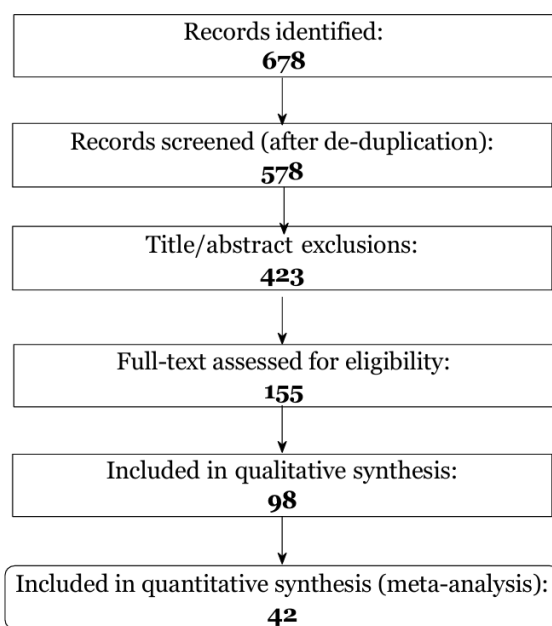 Records identified:
678
Records screened (after de-duplication):
578
Title/abstract exclusions:
423
Full-text assessed for eligibility:
155
Included in qualitative synthesis:
98
Included in quantitative synthesis (meta-analysis):
42